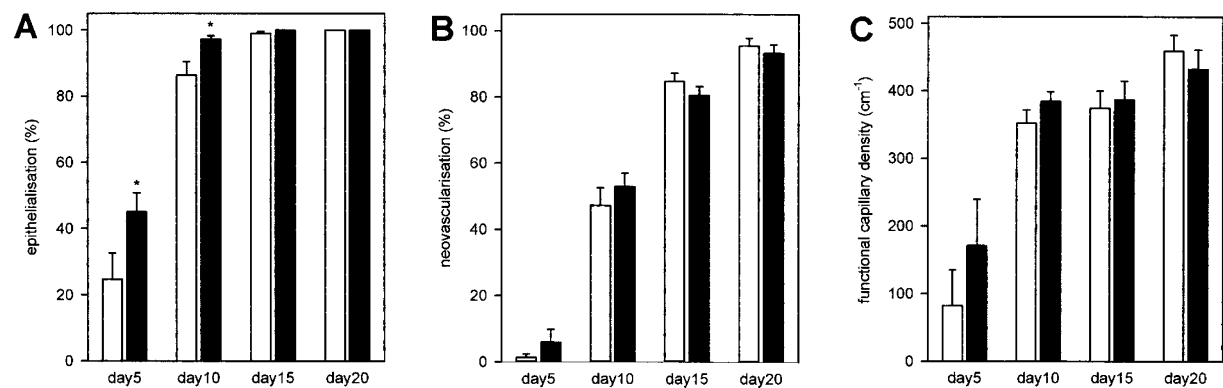 A
epithelialisation (%)
100
80
60
40
20
0
* *
day5 day10 day15 day20
B
neovascularisation (%)
100
80
60
40
20
0
day5 day10 day15 day20
C
functional capillary density (cm⁻¹)
500
400
300
200
100
0
day5 day10 day15 day20